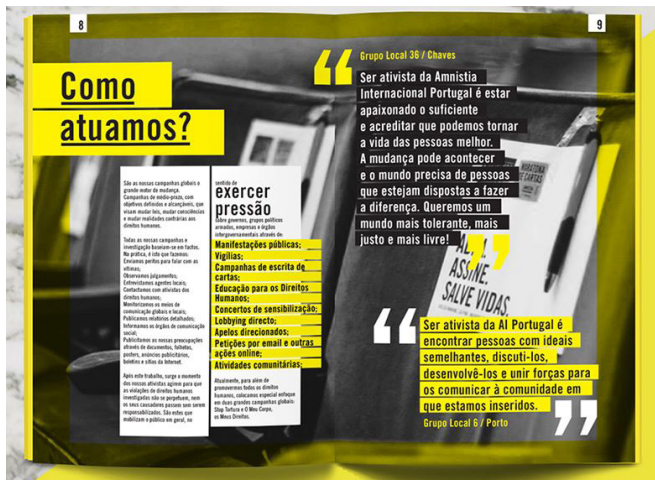 8
Como
atuamos?
São as nossas campanhas globais o
grande motor de mudança.
Campanhas de médio-prazo, com
objetivos definidos e alcançáveis, que
visam mudar leis, mudar consciências
e mudar realidades contrárias aos
direitos humanos.
Todas as nossas campanhas e
investigação baseiam-se em factos.
Na prática, é isto que fazemos:
Enviamos peritos para falar com as
vítimas;
Observamos julgamentos;
Entrevistamos agentes locais;
Contactamos com ativistas dos
direitos humanos;
Monitorizamos os meios de
comunicação globais e locais;
Publicamos relatórios detalhados;
Informamos os órgãos de comunicação
social;
Publicitamos as nossas preocupações
através de documentos, folhetos,
posters, anúncios publicitários,
boletins e sites da Internet.
Após este trabalho, surge o momento
dos nossos ativistas agirem para que
as violações de direitos humanos
investigadas não se perpetuem, nem
os seus causadores passem sem serem
responsabilizados. São estes que
mobilizam o público em geral, no
sentido de
exercer
pressão
sobre governos, grupos políticos
armados, empresas e órgãos
intergovernamentais através de:
Manifestações públicas;
Vigílias;
Campanhas de escrita de
cartas;
Educação para os Direitos
Humanos;
Concertos de sensibilização;
Lobbying directo;
Apelos direcionados;
Petições por email e outras
ações online;
Atividades comunitárias;
Atualmente, para além de
promovermos todos os direitos
humanos, colocamos especial enfoque
em duas grandes campanhas globais:
Stop Tortura e O Meu Corpo,
os Meus Direitos.
9
“
Grupo Local 36 / Chaves
Ser ativista da Amnistia
Internacional Portugal é estar
apaixonado o suficiente
e acreditar que podemos tornar
a vida das pessoas melhor.
A mudança pode acontecer
e o mundo precisa de pessoas
que estejam dispostas a fazer
a diferença. Queremos um
mundo mais tolerante, mais
justo e mais livre!
”
MARATONA
DE CARTAS
ASSINE.
SALVE VIDAS.
“
Ser ativista da AI Portugal é
encontrar pessoas com ideais
semelhantes, discuti-los,
desenvolvê-los e unir forças para
os comunicar à comunidade em
que estamos inseridos.
”
Grupo Local 6 / Porto